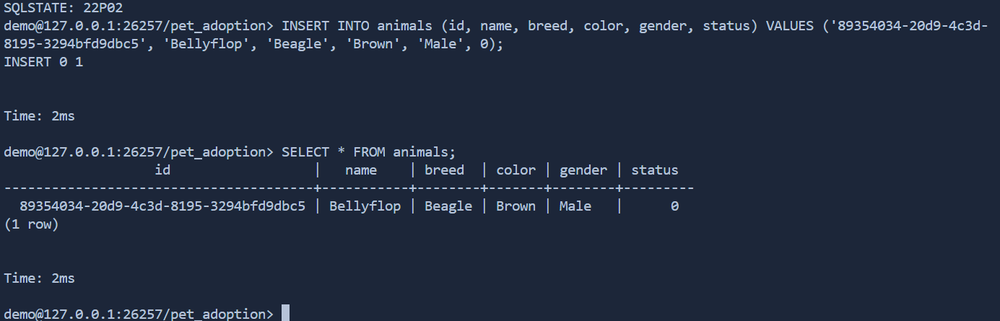 SQLSTATE: 22P02
demo@127.0.0.1:26257/pet_adoption> INSERT INTO animals (id, name, breed, color, gender, status) VALUES ('89354034-20d9-4c3d-
8195-3294bfd9dbc5', 'Bellyflop', 'Beagle', 'Brown', 'Male', 0);
INSERT 0 1
Time: 2ms
demo@127.0.0.1:26257/pet_adoption> SELECT * FROM animals;
                   id                  |   name    | breed  | color | gender | status
---------------------------------------+-----------+--------+-------+--------+---------
  89354034-20d9-4c3d-8195-3294bfd9dbc5 | Bellyflop | Beagle | Brown | Male   |      0
(1 row)
Time: 2ms
demo@127.0.0.1:26257/pet_adoption>